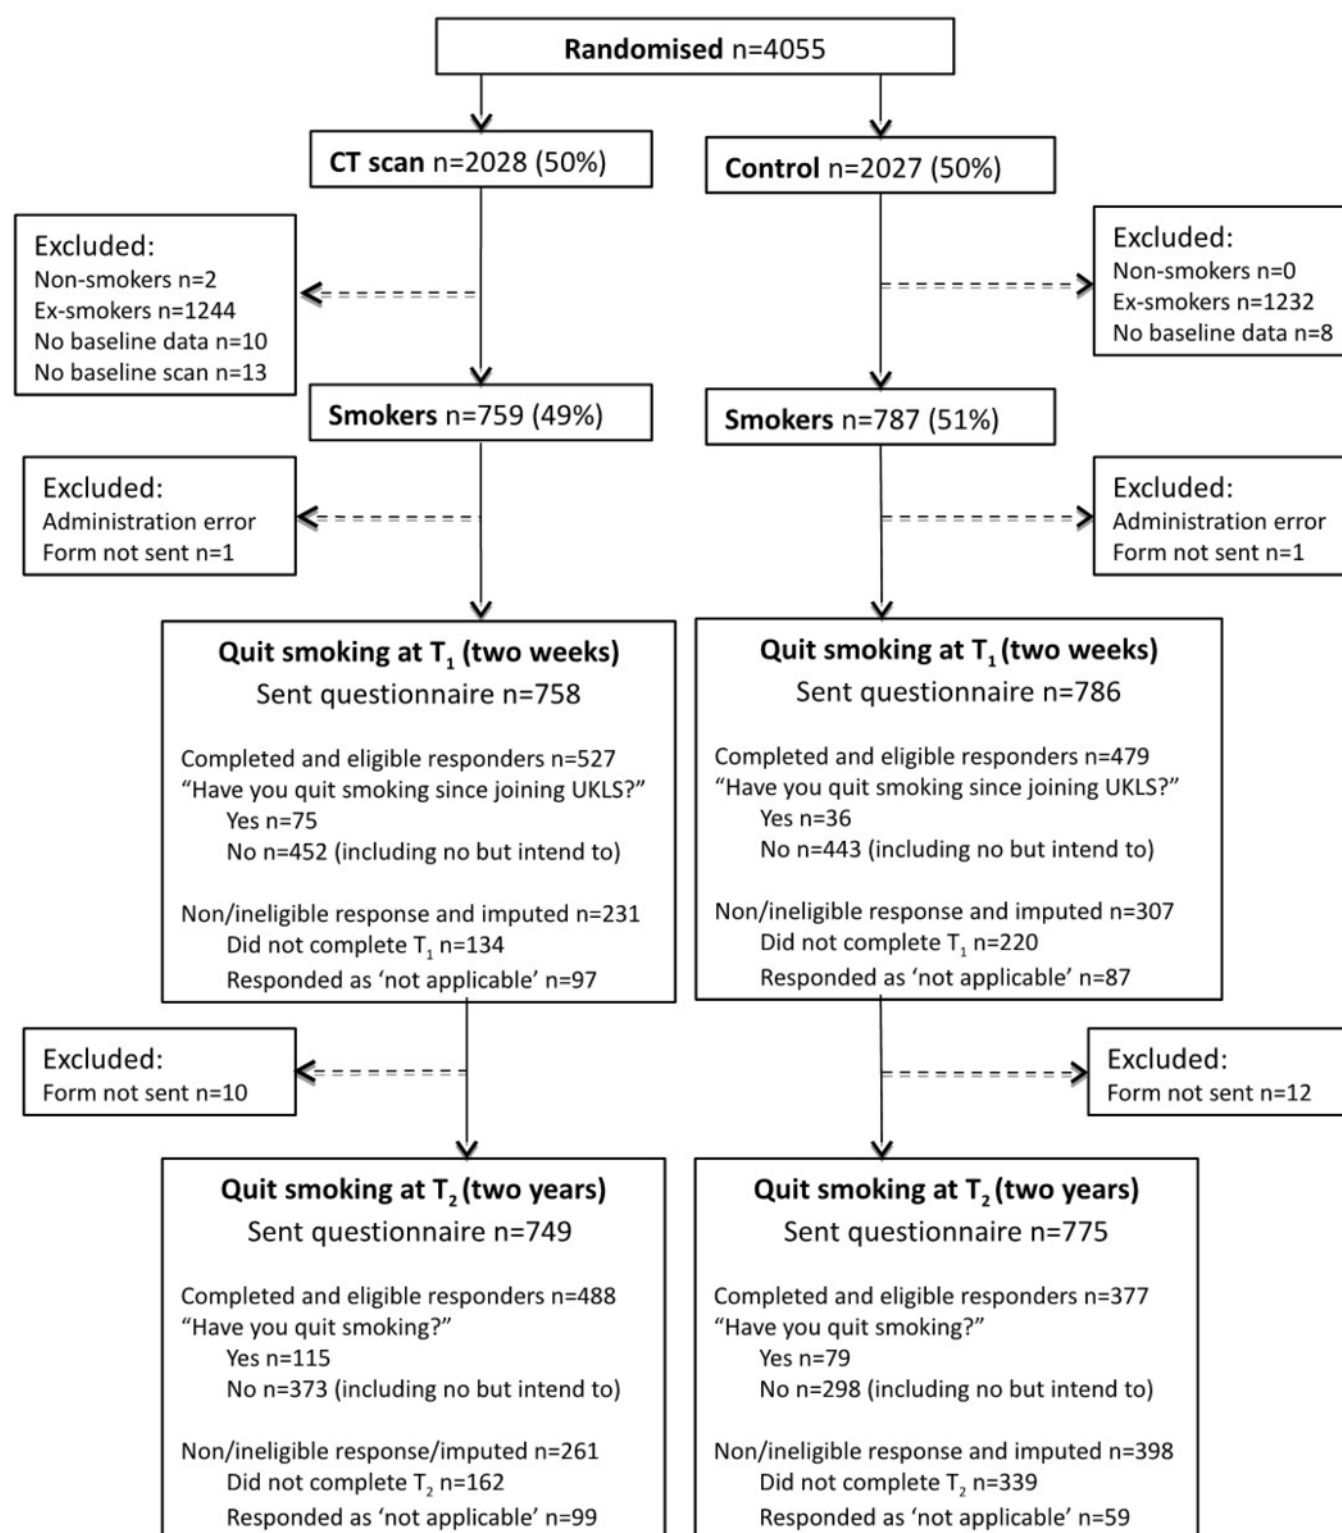 Randomised n=4055
CT scan n=2028 (50%)
Control n=2027 (50%)
Excluded:
Non-smokers n=2
Ex-smokers n=1244
No baseline data n=10
No baseline scan n=13
Excluded:
Non-smokers n=0
Ex-smokers n=1232
No baseline data n=8
Smokers n=759 (49%)
Smokers n=787 (51%)
Excluded:
Administration error
Form not sent n=1
Excluded:
Administration error
Form not sent n=1
Quit smoking at T₁ (two weeks)
Sent questionnaire n=758
Completed and eligible responders n=527
“Have you quit smoking since joining UKLS?”
Yes n=75
No n=452 (including no but intend to)
Non/ineligible response and imputed n=231
Did not complete T₁ n=134
Responded as ‘not applicable’ n=97
Quit smoking at T₁ (two weeks)
Sent questionnaire n=786
Completed and eligible responders n=479
“Have you quit smoking since joining UKLS?”
Yes n=36
No n=443 (including no but intend to)
Non/ineligible response and imputed n=307
Did not complete T₁ n=220
Responded as ‘not applicable’ n=87
Excluded:
Form not sent n=10
Excluded:
Form not sent n=12
Quit smoking at T₂ (two years)
Sent questionnaire n=749
Completed and eligible responders n=488
“Have you quit smoking?”
Yes n=115
No n=373 (including no but intend to)
Non/ineligible response/imputed n=261
Did not complete T₂ n=162
Responded as ‘not applicable’ n=99
Quit smoking at T₂ (two years)
Sent questionnaire n=775
Completed and eligible responders n=377
“Have you quit smoking?”
Yes n=79
No n=298 (including no but intend to)
Non/ineligible response and imputed n=398
Did not complete T₂ n=339
Responded as ‘not applicable’ n=59